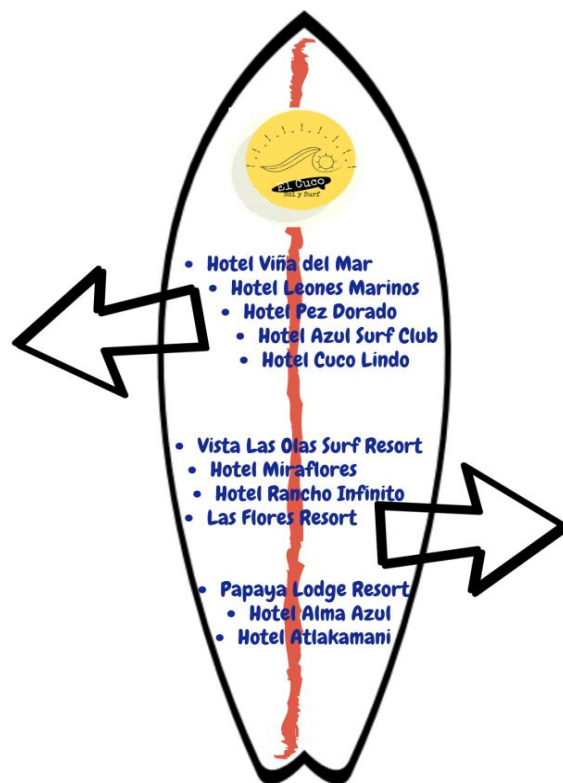 El Cuco
Sol y Surf
• Hotel Viña del Mar
• Hotel Leones Marinos
• Hotel Pez Dorado
• Hotel Azul Surf Club
• Hotel Cuco Lindo
• Vista Las Olas Surf Resort
• Hotel Miraflores
• Hotel Rancho Infinito
• Las Flores Resort
• Papaya Lodge Resort
• Hotel Alma Azul
• Hotel Atlakamani